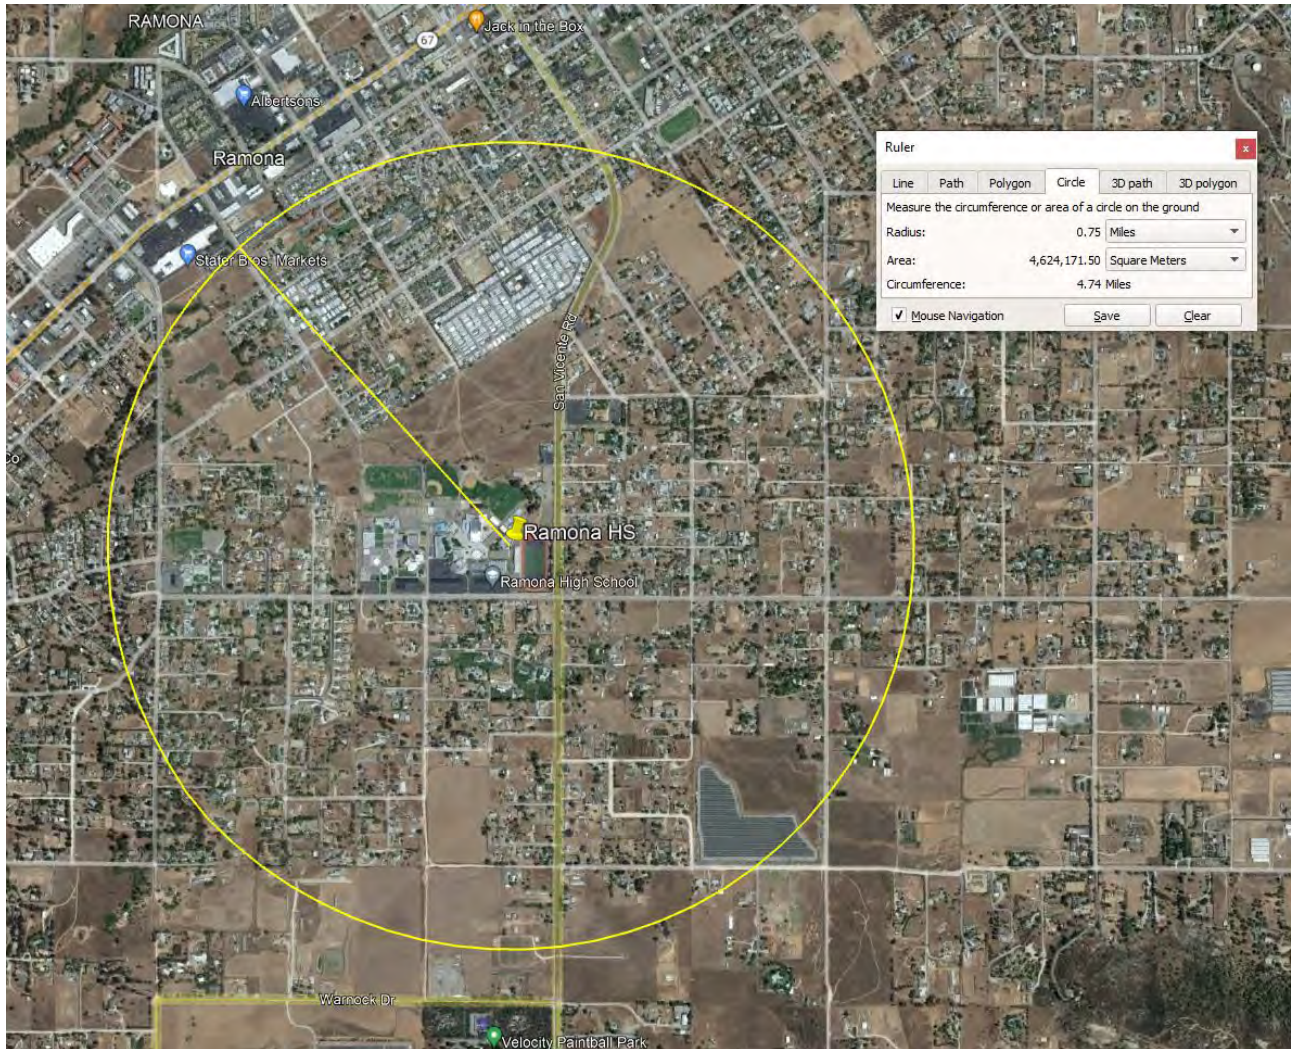 RAMONA
Jack in the Box
67
Albertsons
Ramona
Stater Bros. Markets
San Vicente Rd
Co
Ramona HS
Ramona High School
Warnock Dr
Velocity Paintball Park
Ruler
x
Line Path Polygon Circle 3D path 3D polygon
Measure the circumference or area of a circle on the ground
Radius: 0.75 Miles
Area: 4,624,171.50 Square Meters
Circumference: 4.74 Miles
Mouse Navigation Save Clear